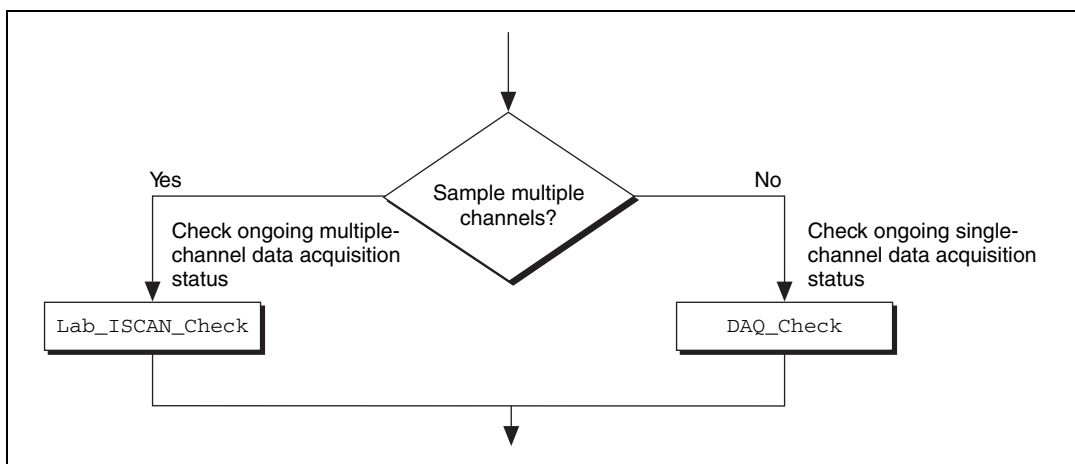 Sample multiple
channels?
Yes
Check ongoing multiple-
channel data acquisition
status
Lab_ISCAN_Check
No
Check ongoing single-
channel data acquisition
status
DAQ_Check